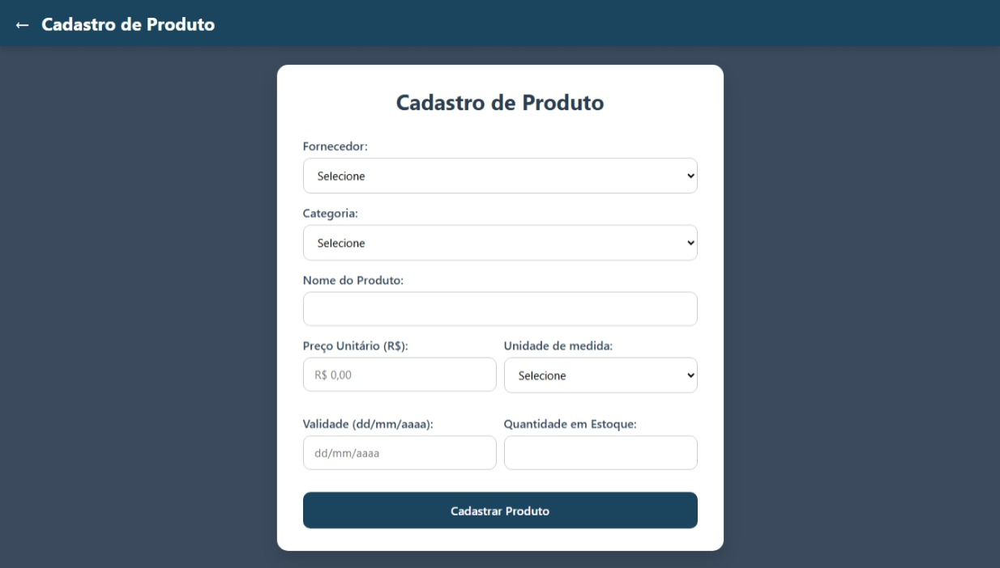 ← Cadastro de Produto
Cadastro de Produto
Fornecedor:
Selecione
Categoria:
Selecione
Nome do Produto:
Preço Unitário (R$): Unidade de medida:
R$ 0,00 Selecione
Validade (dd/mm/aaaa): Quantidade em Estoque:
dd/mm/aaaa
Cadastrar Produto